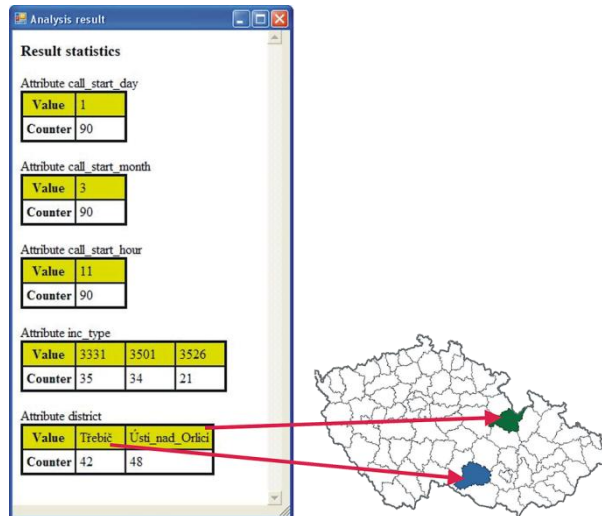 Analysis result
Result statistics
Attribute call_start_day
Value 1
Counter 90
Attribute call_start_month
Value 3
Counter 90
Attribute call_start_hour
Value 11
Counter 90
Attribute inc_type
Value 3331 3501 3526
Counter 35 34 21
Attribute district
Value Třebíč Ústí_nad_Orlicí
Counter 42 48